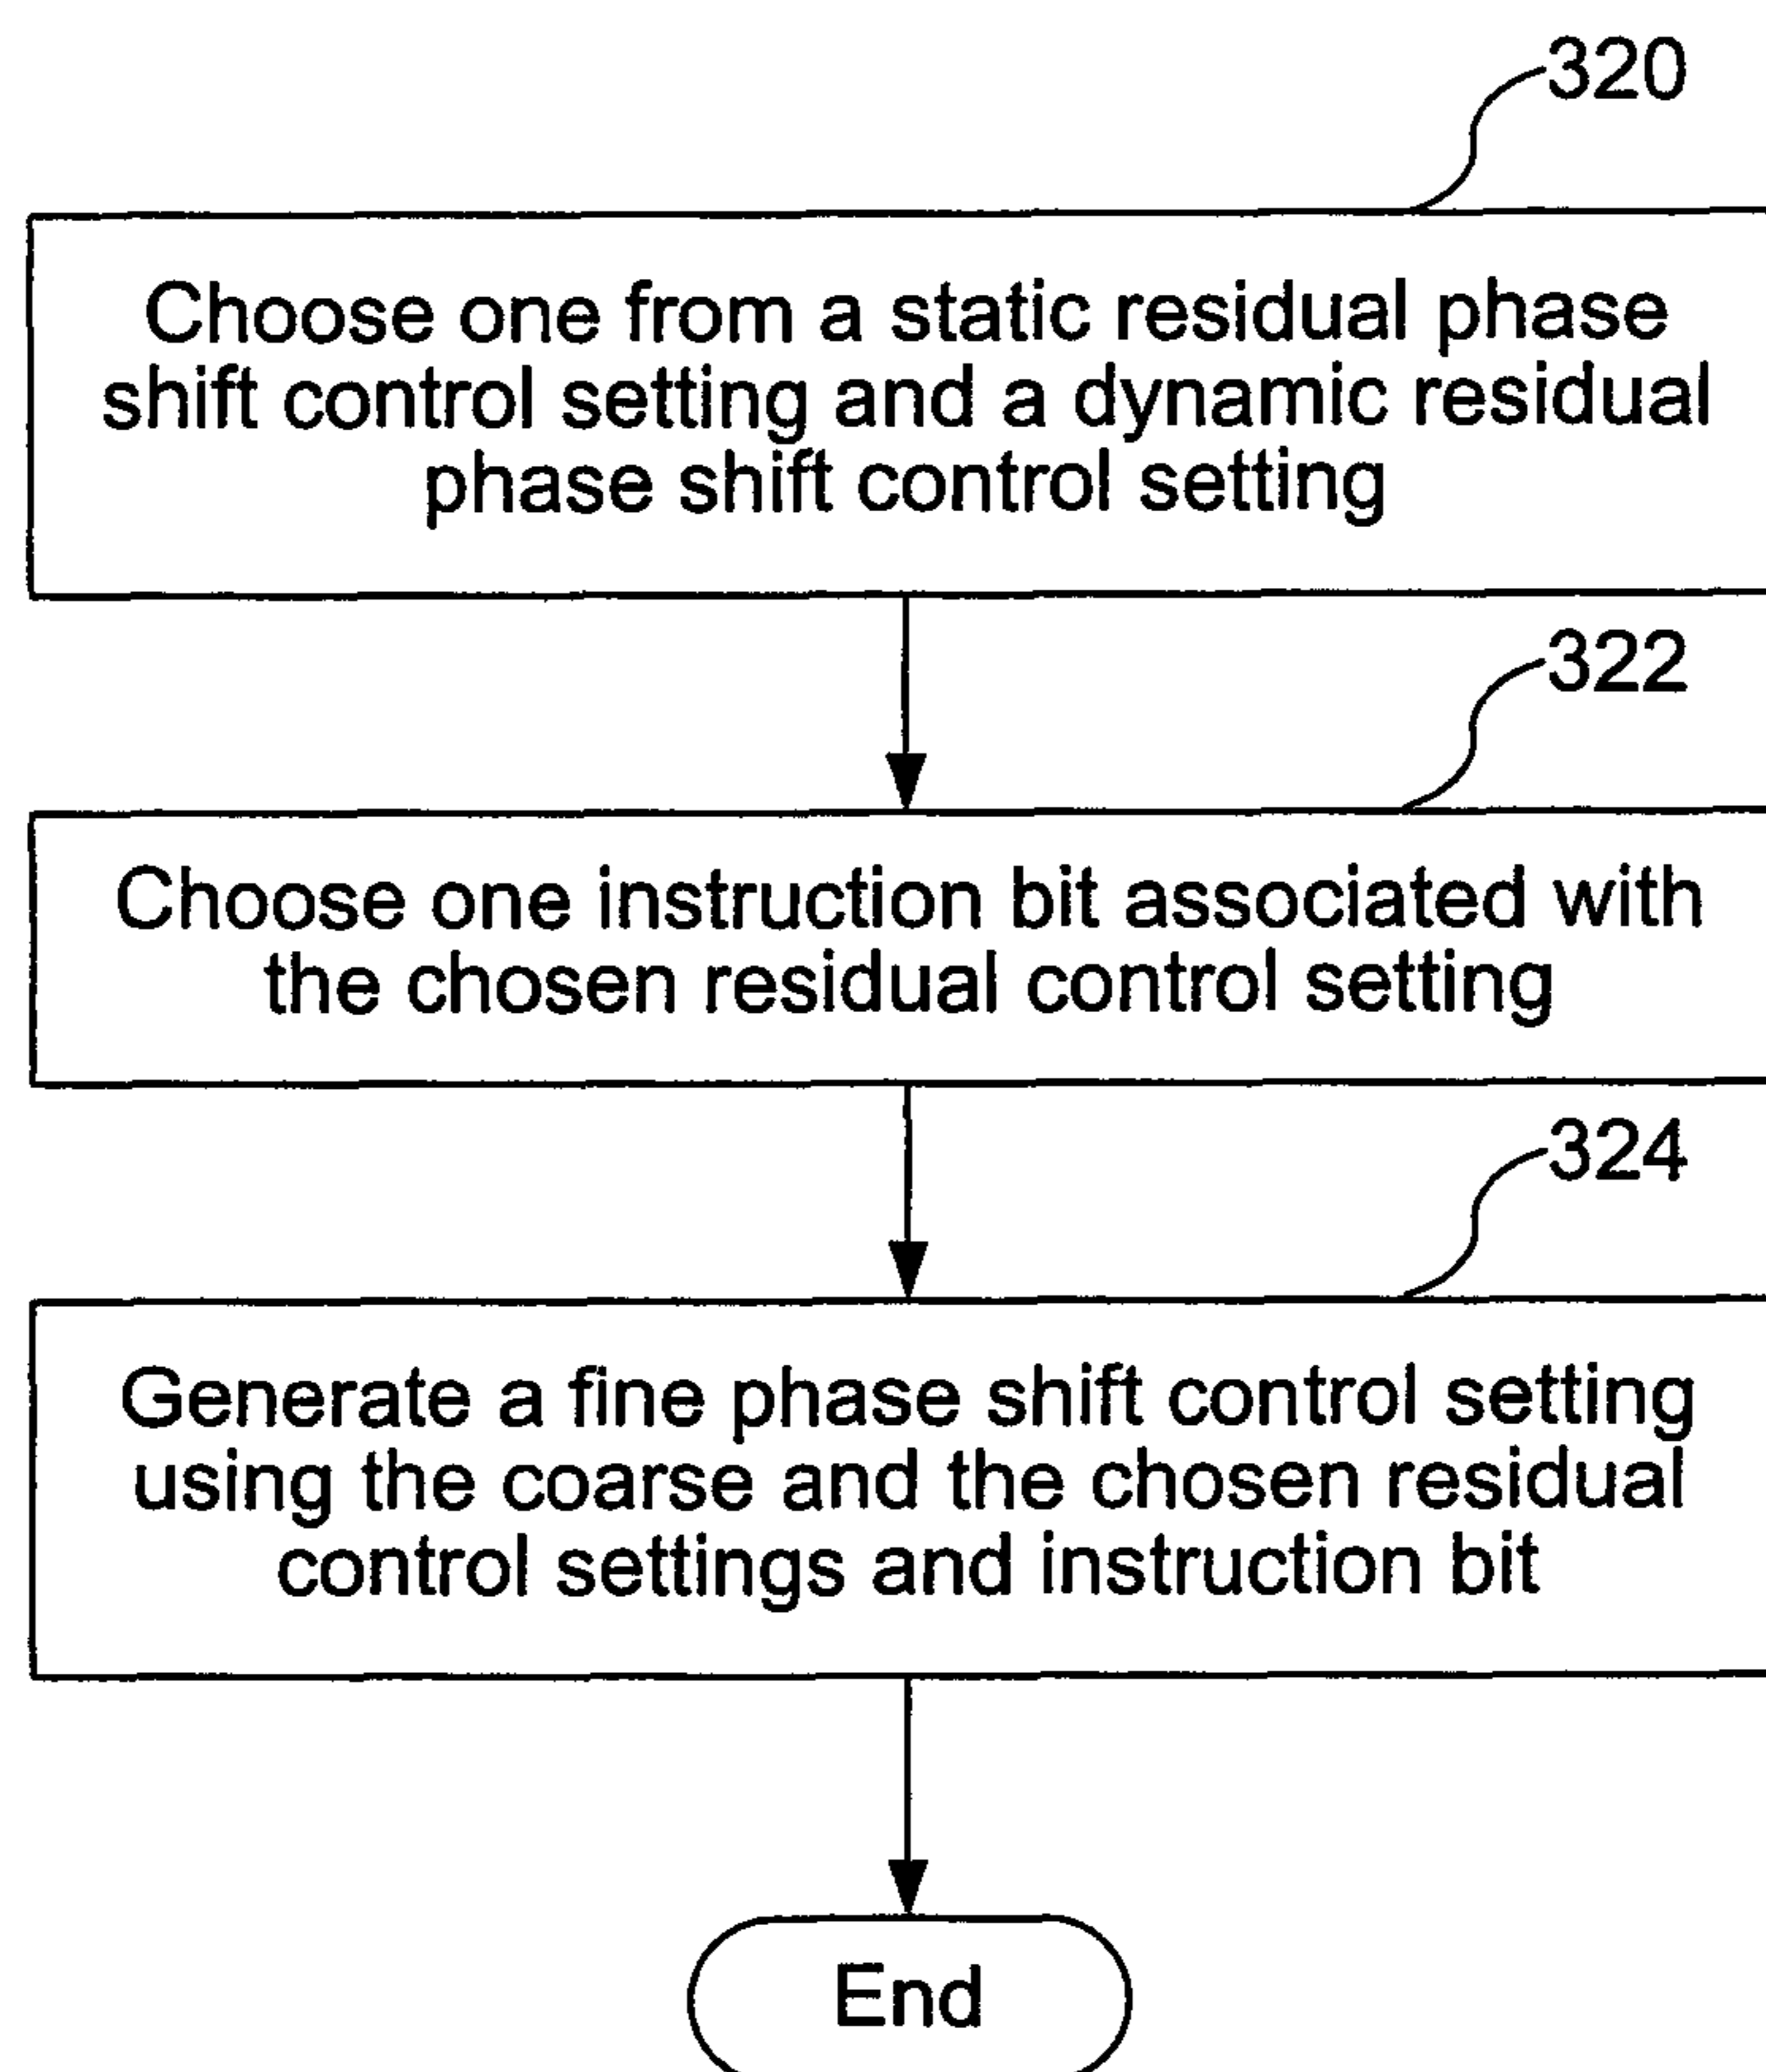 320
Choose one from a static residual phase
shift control setting and a dynamic residual
phase shift control setting
322
Choose one instruction bit associated with
the chosen residual control setting
324
Generate a fine phase shift control setting
using the coarse and the chosen residual
control settings and instruction bit
End